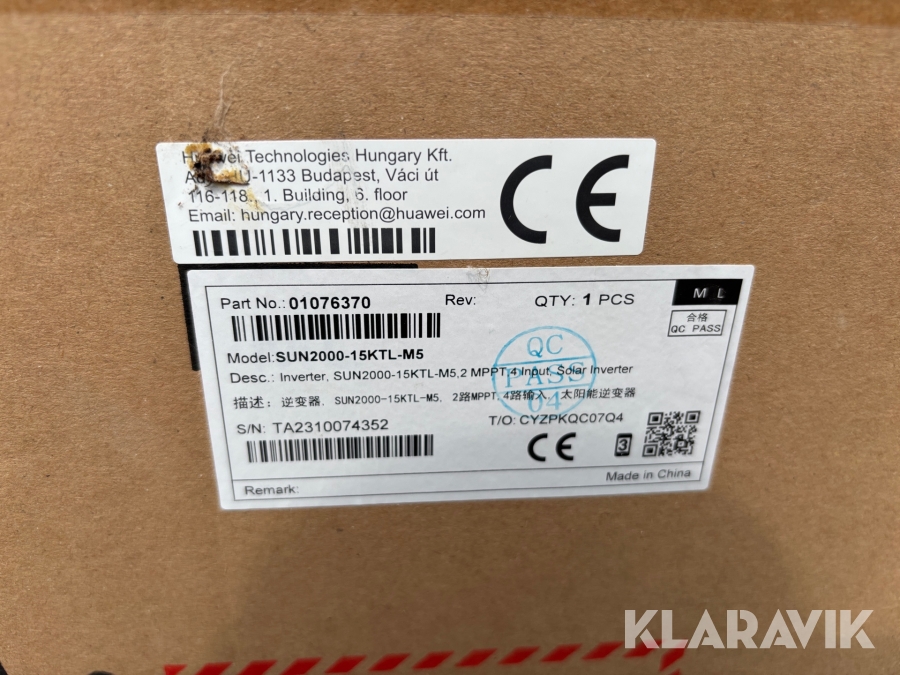 Huawei Technologies Hungary Kft.
HU-1133 Budapest, Váci út
116-118., 1. Building, 6. floor
Email: hungary.reception@huawei.com
CE
Part No.: 01076370
Rev:
QTY: 1 PCS
M L
合格
QC PASS
Model: SUN2000-15KTL-M5
Desc.: Inverter, SUN2000-15KTL-M5,2 MPPT,4 Input, Solar Inverter
描述: 逆变器, SUN2000-15KTL-M5, 2路MPPT, 4路输入, 太阳能逆变器
QC
PASS
04
S/N: TA2310074352
T/O: CYZPKQC07Q4
CE
3
Made in China
Remark:
KLARAVIK